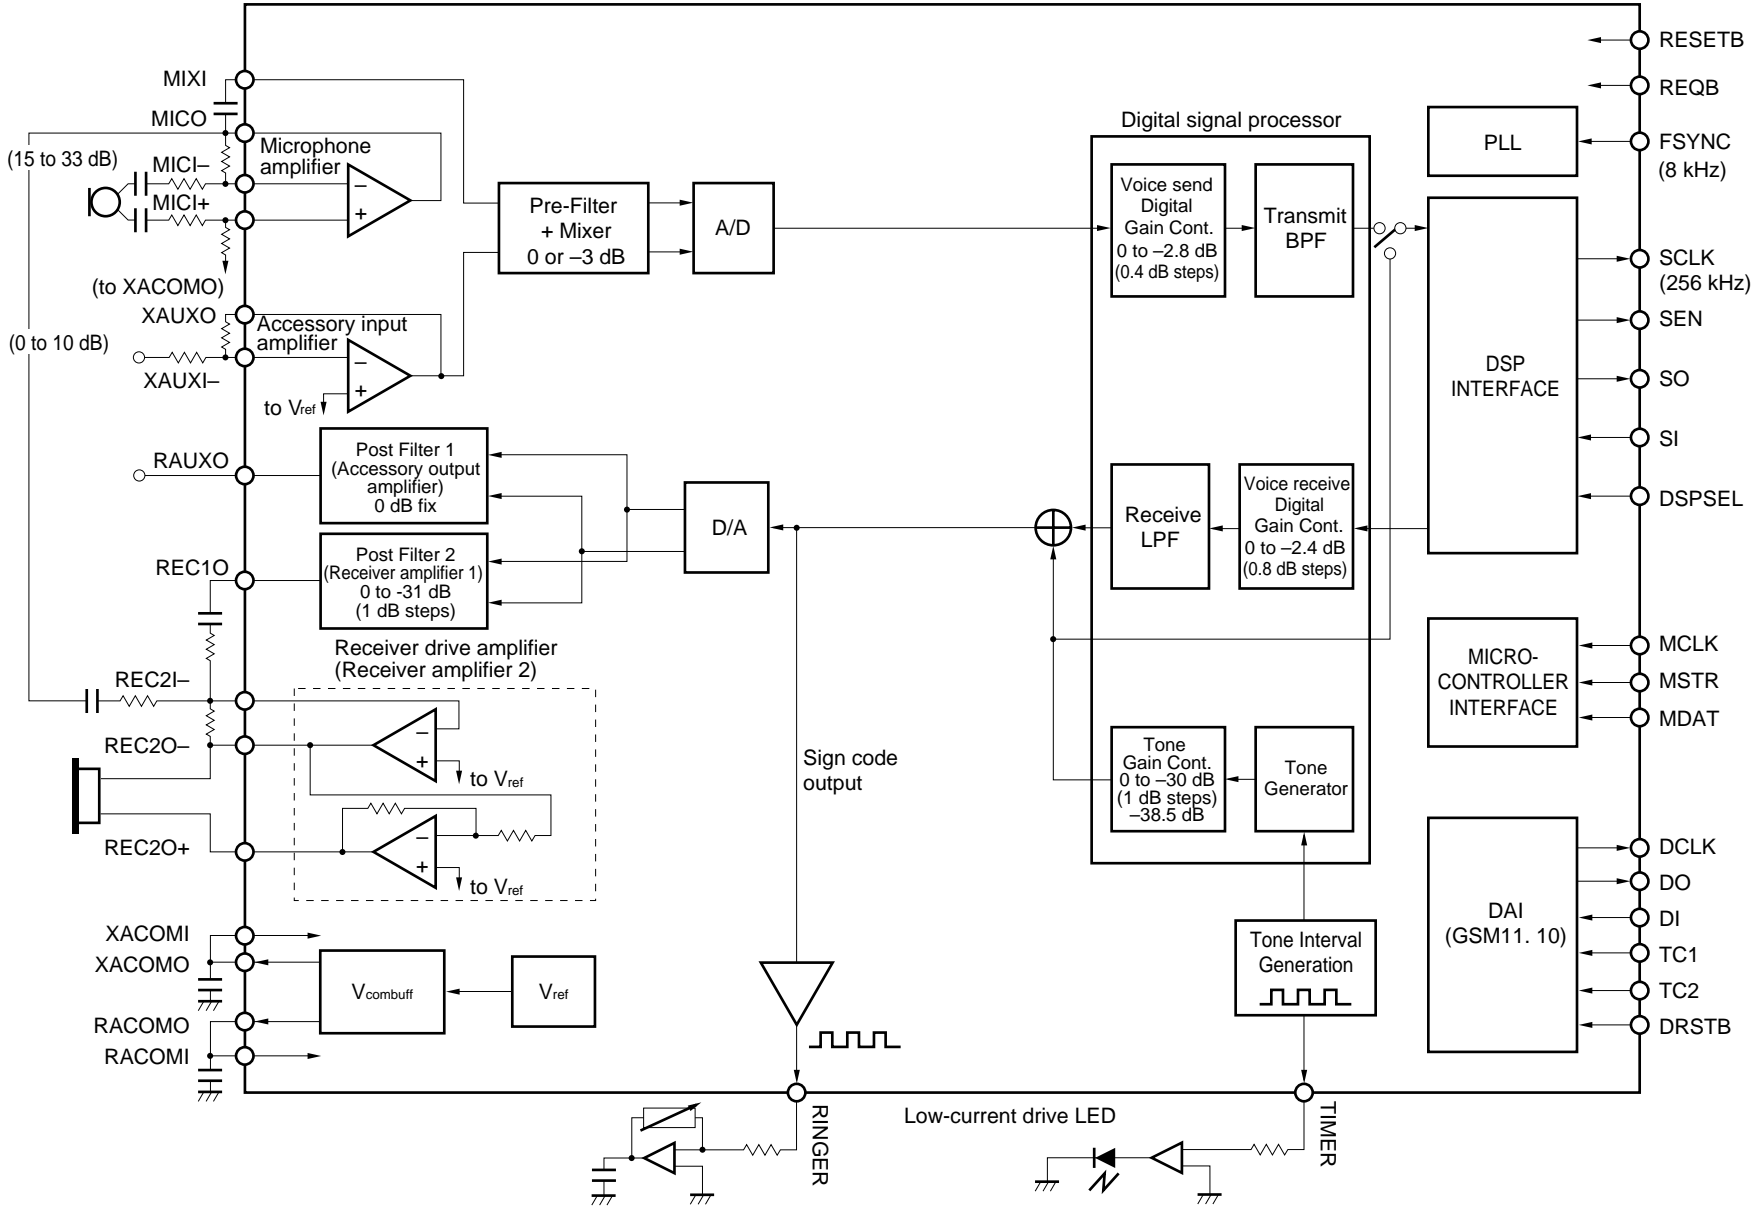 RESETB
MIXI
REQB
MICO
Digital signal processor
PLL
FSYNC
(8 kHz)
(15 to 33 dB)
MICI–
Microphone
amplifier
MICI+
–
+
Pre-Filter
+ Mixer
0 or –3 dB
A/D
Voice send
Digital
Gain Cont.
0 to –2.8 dB
(0.4 dB steps)
Transmit
BPF
SCLK
(256 kHz)
(to XACOMO)
XAUXO
SEN
Accessory input
amplifier
(0 to 10 dB)
–
+
DSP
INTERFACE
SO
XAUXI–
to Vref
SI
RAUXO
Post Filter 1
(Accessory output
amplifier)
0 dB fix
D/A
Receive
LPF
Voice receive
Digital
Gain Cont.
0 to –2.4 dB
(0.8 dB steps)
DSPSEL
REC1O
Post Filter 2
(Receiver amplifier 1)
0 to -31 dB
(1 dB steps)
Receiver drive amplifier
(Receiver amplifier 2)
MICRO-
CONTROLLER
INTERFACE
MCLK
MSTR
MDAT
REC2I–
REC2O–
–
+
to Vref
Sign code
output
Tone
Gain Cont.
0 to –30 dB
(1 dB steps)
–38.5 dB
Tone
Generator
REC2O+
–
+
to Vref
DAI
(GSM11. 10)
DCLK
DO
DI
TC1
TC2
DRSTB
XACOMI
XACOMO
Vcombuff
Vref
Tone Interval
Generation
RACOMO
RACOMI
RINGER
Low-current drive LED
TIMER